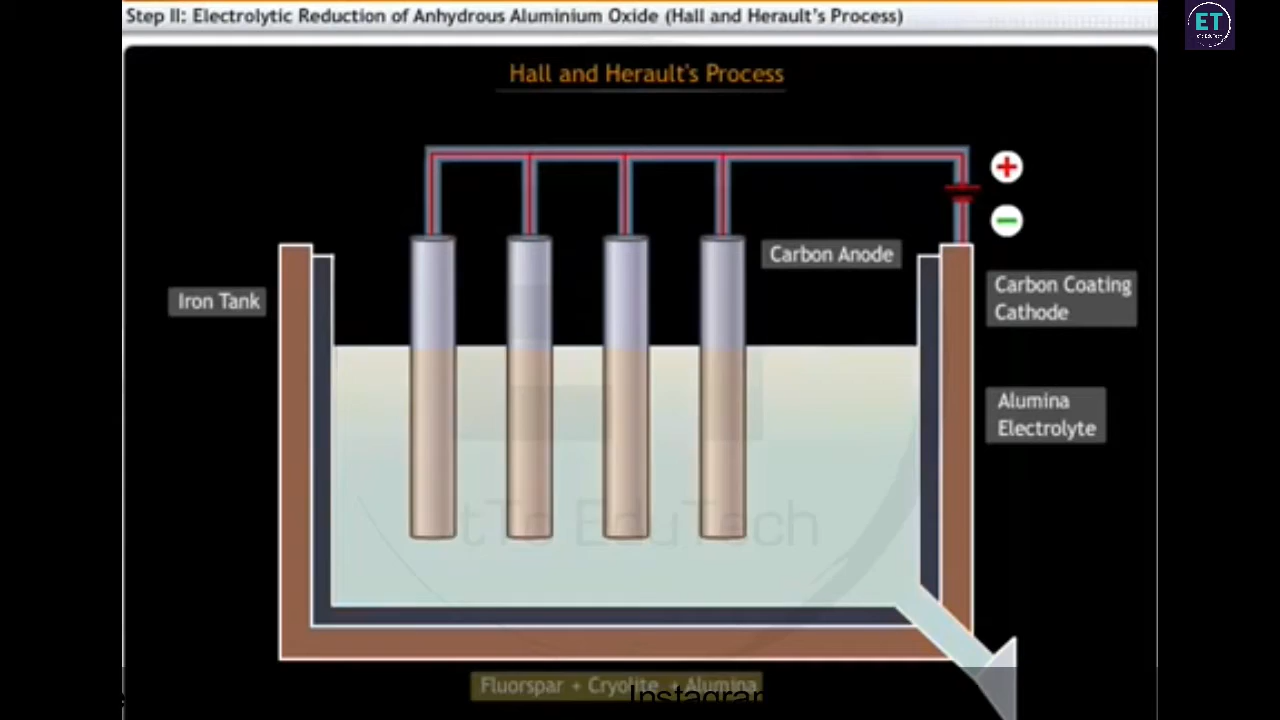 Step II: Electrolytic Reduction of Anhydrous Aluminium Oxide (Hall and Herault's Process)
ET
Hall and Herault's Process
Carbon Anode
Iron Tank
Carbon Coating
Cathode
Alumina
Electrolyte
EduTech
Fluorspar + Cryolite + Alumina